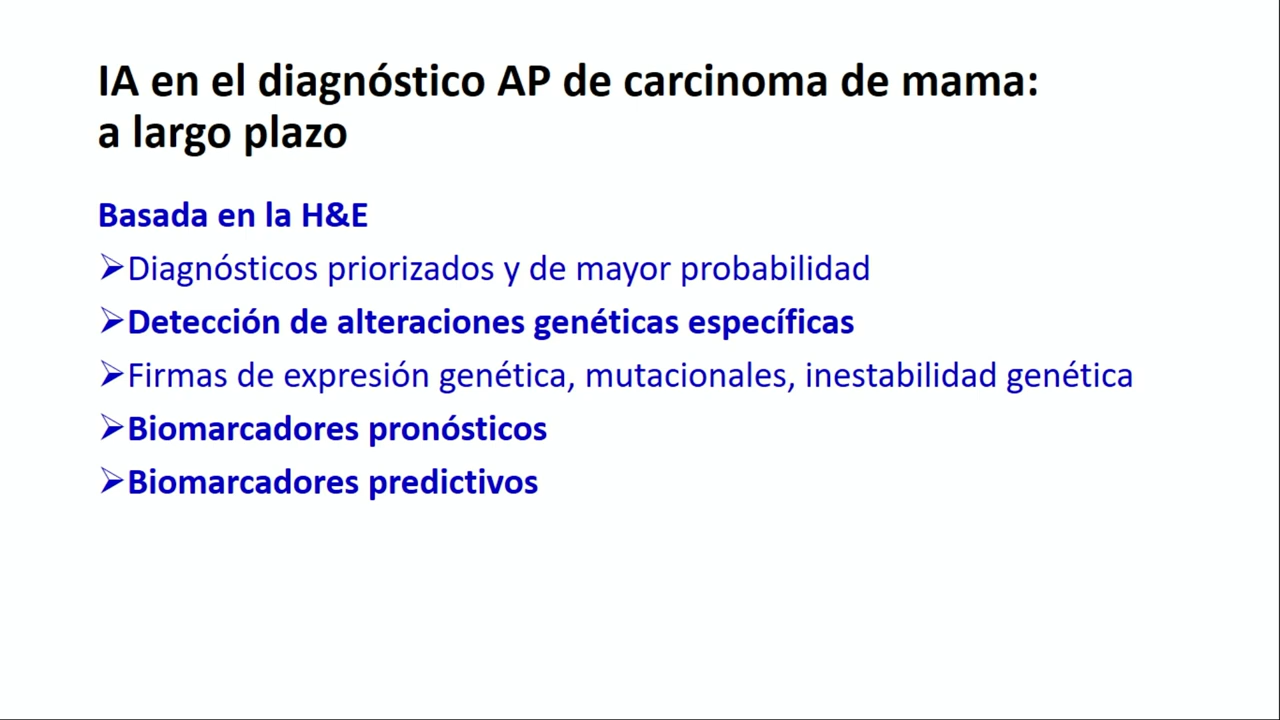 IA en el diagnóstico AP de carcinoma de mama:
a largo plazo
Basada en la H&E
➢Diagnósticos priorizados y de mayor probabilidad
➢Detección de alteraciones genéticas específicas
➢Firmas de expresión genética, mutacionales, inestabilidad genética
➢Biomarcadores pronósticos
➢Biomarcadores predictivos